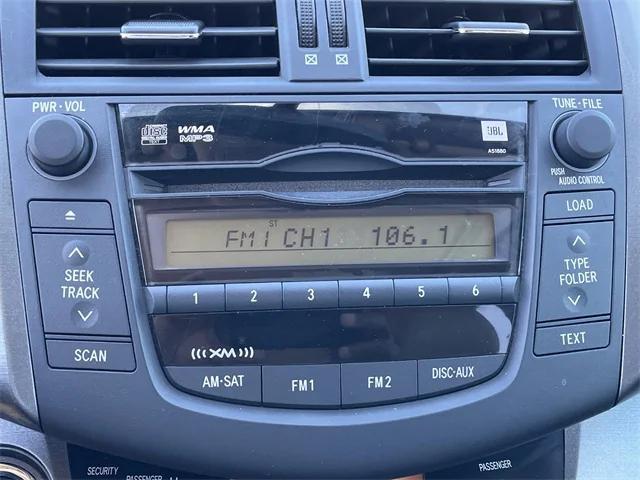 PWR·VOL
TUNE·FILE
disc
TEXT
WMA
MP3
JBL
A51880
PUSH
AUDIO CONTROL
LOAD
ST
FM1 CH1 106.1
SEEK
TRACK
TYPE
FOLDER
1 2 3 4 5 6
SCAN
TEXT
(((XM)))
AM·SAT
FM1
FM2
DISC·AUX
SECURITY
PASSENGER
PASSENGER